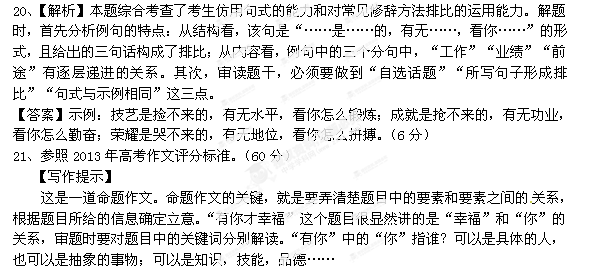 20、【解析】本题综合考查了考生仿用句式的能力和对常见修辞方法排比的运用能力。解题
时，首先分析例句的特点：从结构看，该句是“……是……的，有无……，看你……”的形
式，且给出的三句话构成了排比；从内容看，例句中的三个分句中，“工作”“业绩”“前
途”有逐层递进的关系。其次，审读题干，必须要做到“自选话题”“所写句子形成排
比”“句式与示例相同”这三点。
【答案】示例：技艺是捡不来的，有无水平，看你怎么锻炼；成就是抢不来的，有无功业，
看你怎么勤奋；荣耀是哭不来的，有无地位，看你怎么拼搏。(6分)
21、参照2013年高考作文评分标准。(60分)
【写作提示】
这是一道命题作文。命题作文的关键，就是要弄清楚题目中的要素和要素之间的关系，
根据题目所给的信息确定立意。“有你才幸福”这个题目很显然讲的是“幸福”和“你”的
关系，审题时要对题目中的关键词分别解读。“有你”中的“你”指谁？可以是具体的人，
也可以是抽象的事物；可以是知识，技能，品德……